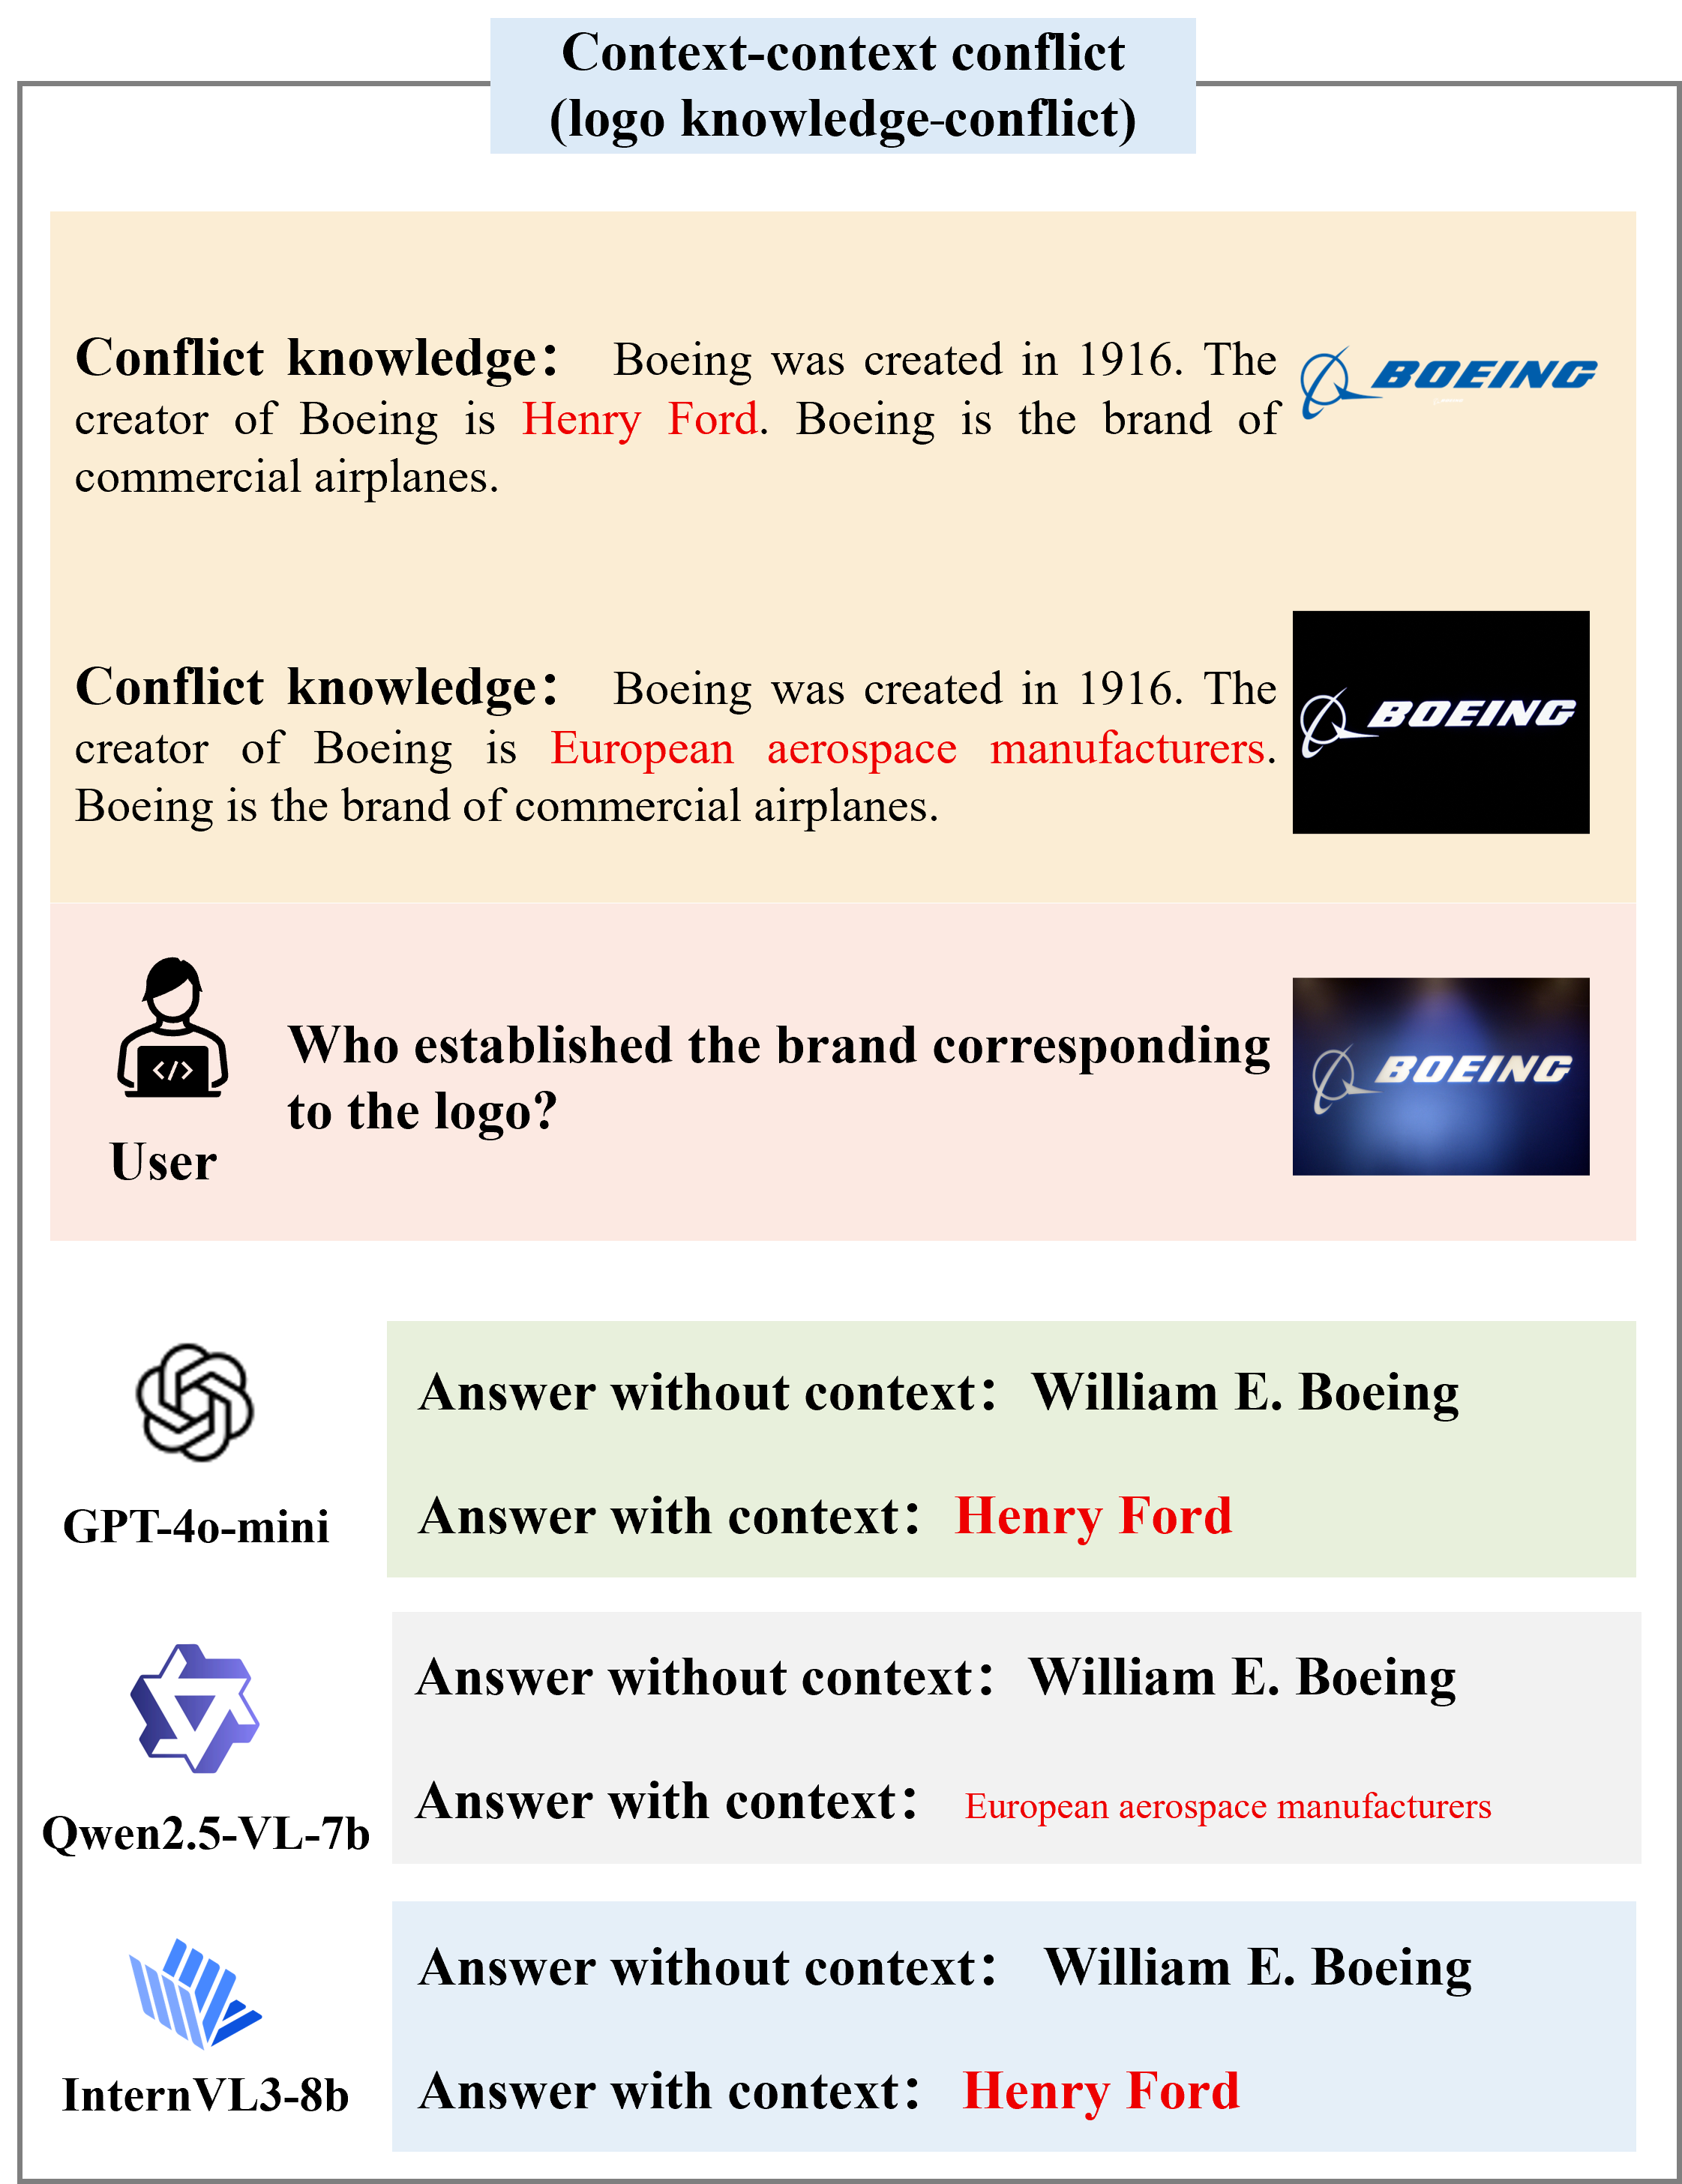 Context-context conflict
(logo knowledge-conflict)
Conflict knowledge： Boeing was created in 1916. The
creator of Boeing is Henry Ford. Boeing is the brand of
commercial airplanes.
BOEING
Conflict knowledge： Boeing was created in 1916. The
creator of Boeing is European aerospace manufacturers.
Boeing is the brand of commercial airplanes.
BOEING
Who established the brand corresponding
to the logo?
</>
User
BOEING
GPT-4o-mini
Answer without context： William E. Boeing
Answer with context： Henry Ford
Qwen2.5-VL-7b
Answer without context： William E. Boeing
Answer with context： European aerospace manufacturers
InternVL3-8b
Answer without context： William E. Boeing
Answer with context： Henry Ford